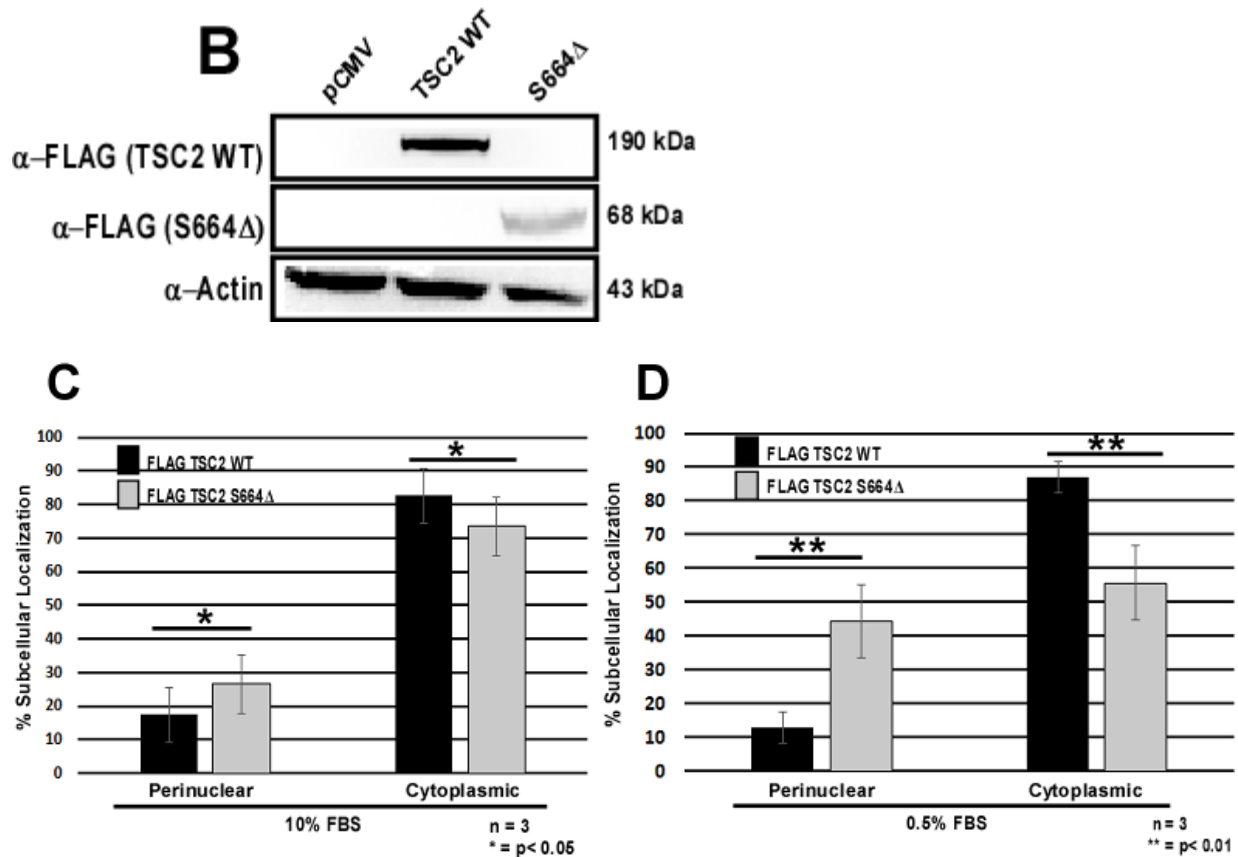 B
pCMV
TSC2 WT
S664Δ
α–FLAG (TSC2 WT)
190 kDa
α–FLAG (S664Δ)
68 kDa
α–Actin
43 kDa
C
% Subcellular Localization
100
90
80
70
60
50
40
30
20
10
0
FLAG TSC2 WT
FLAG TSC2 S664Δ
*
*
Perinuclear
Cytoplasmic
10% FBS
n = 3
* = p< 0.05
D
% Subcellular Localization
100
90
80
70
60
50
40
30
20
10
0
FLAG TSC2 WT
FLAG TSC2 S664Δ
**
**
Perinuclear
Cytoplasmic
0.5% FBS
n = 3
** = p< 0.01